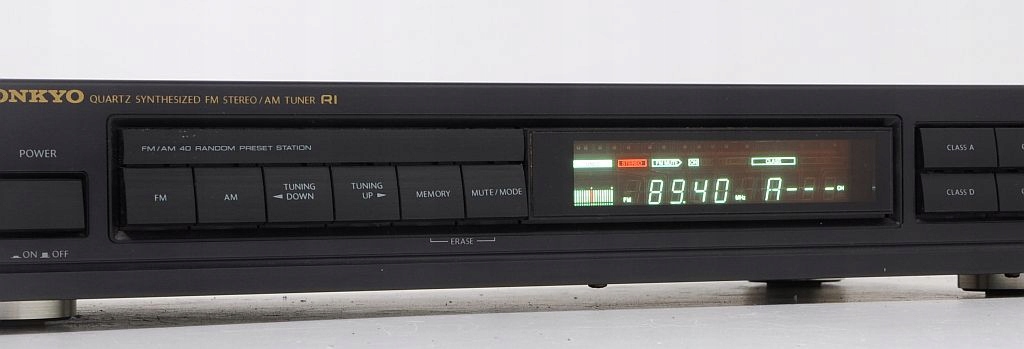 ONKYO QUARTZ SYNTHESIZED FM STEREO/AM TUNER RI
POWER
ON OFF
FM/AM 40 RANDOM PRESET STATION
FM
AM
TUNING DOWN
TUNING UP
MEMORY
MUTE/MODE
ERASE
STEREO FM MUTE CLASS
FM 89.40 MHz A--- CH
CLASS A
CLASS D